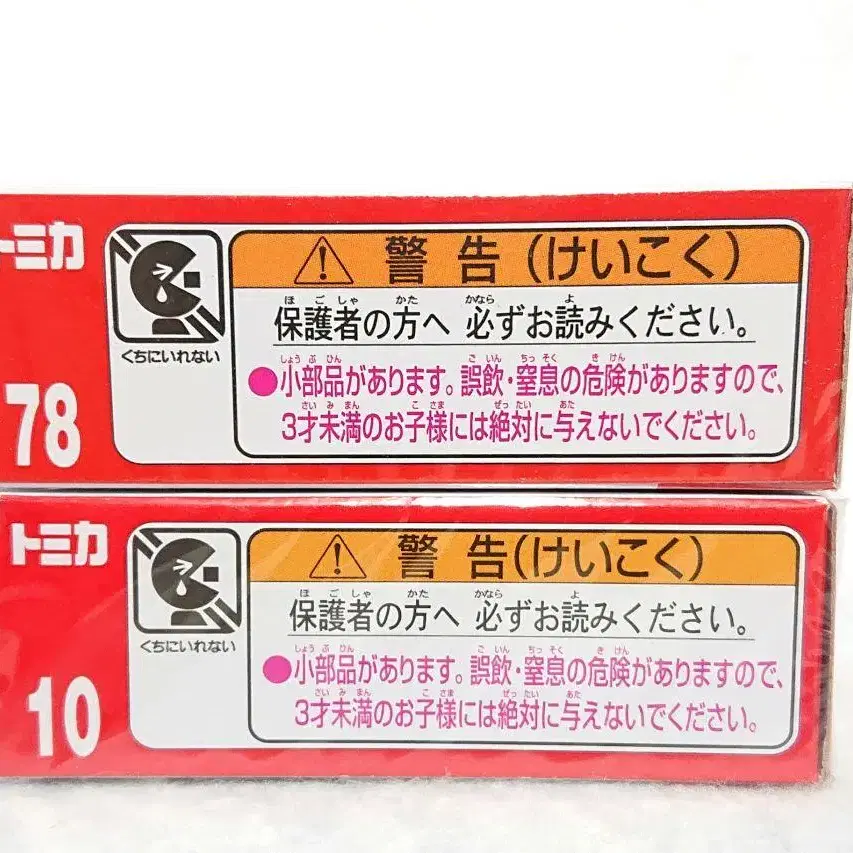 トミカ
78
くちにいれない
警告(けいこく)
ほごしゃ かた かなら よ
保護者の方へ 必ずお読みください。
しょうぶひん ごいん ちっそく きけん
●小部品があります。誤飲・窒息の危険がありますので、
さいみまん こさま ぜったい あた
3才未満のお子様には絶対に与えないでください。
トミカ
10
くちにいれない
警告(けいこく)
ほごしゃ かた かなら よ
保護者の方へ 必ずお読みください。
しょうぶひん ごいん ちっそく きけん
●小部品があります。誤飲・窒息の危険がありますので、
さいみまん こさま ぜったい あた
3才未満のお子様には絶対に与えないでください。